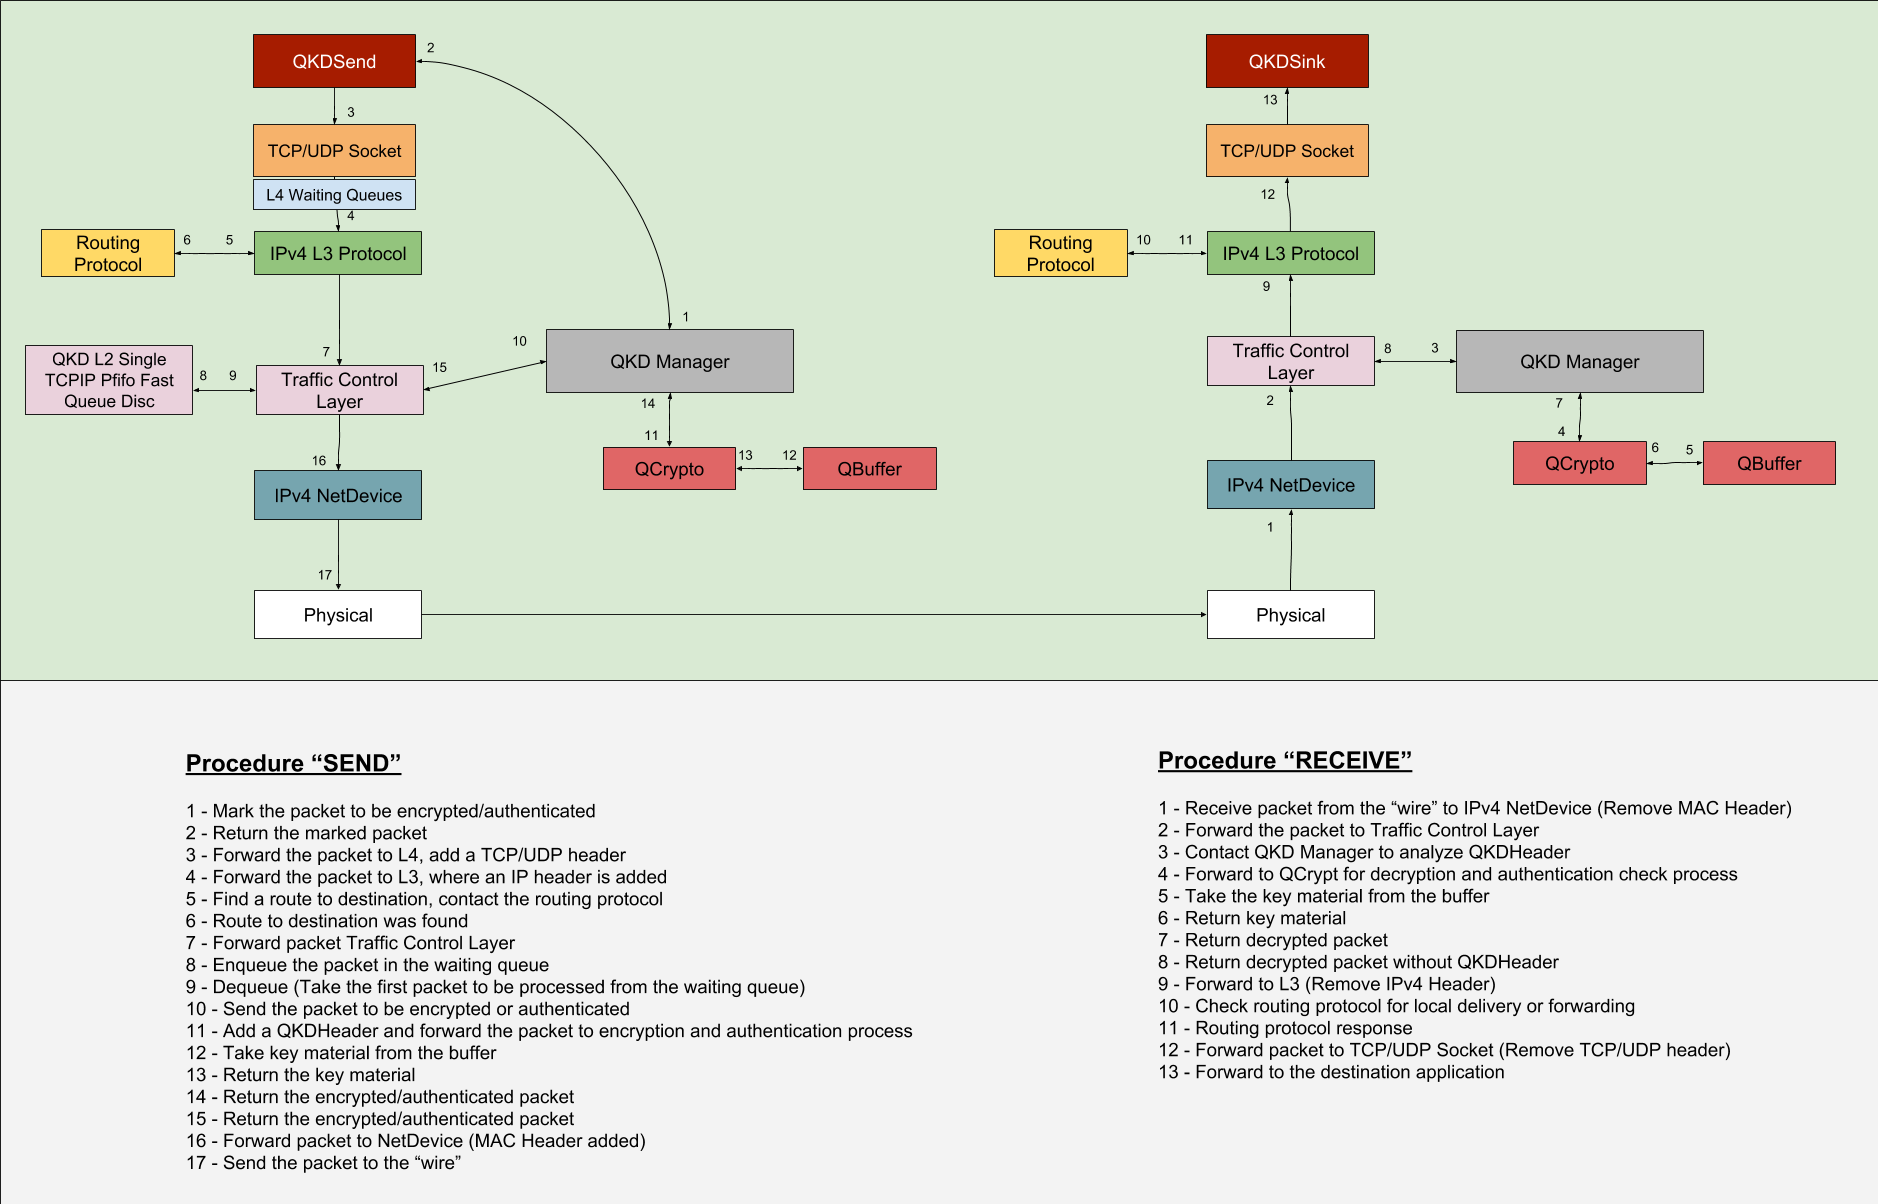 QKDSend
2
3
TCP/UDP Socket
L4 Waiting Queues
4
Routing
Protocol
6
5
IPv4 L3 Protocol
1
7
10
15
QKD Manager
QKD L2 Single
TCPIP Pfifo Fast
Queue Disc
8
9
Traffic Control
Layer
14
11
16
QCrypto
13
12
QBuffer
IPv4 NetDevice
17
Physical
QKDSink
13
TCP/UDP Socket
12
Routing
Protocol
10
11
IPv4 L3 Protocol
9
Traffic Control
Layer
8
3
QKD Manager
2
7
4
QCrypto
6
5
QBuffer
IPv4 NetDevice
1
Physical
Procedure “SEND”
1 - Mark the packet to be encrypted/authenticated
2 - Return the marked packet
3 - Forward the packet to L4, add a TCP/UDP header
4 - Forward the packet to L3, where an IP header is added
5 - Find a route to destination, contact the routing protocol
6 - Route to destination was found
7 - Forward packet Traffic Control Layer
8 - Enqueue the packet in the waiting queue
9 - Dequeue (Take the first packet to be processed from the waiting queue)
10 - Send the packet to be encrypted or authenticated
11 - Add a QKDHeader and forward the packet to encryption and authentication process
12 - Take key material from the buffer
13 - Return the key material
14 - Return the encrypted/authenticated packet
15 - Return the encrypted/authenticated packet
16 - Forward packet to NetDevice (MAC Header added)
17 - Send the packet to the “wire”
Procedure “RECEIVE”
1 - Receive packet from the “wire” to IPv4 NetDevice (Remove MAC Header)
2 - Forward the packet to Traffic Control Layer
3 - Contact QKD Manager to analyze QKDHeader
4 - Forward to QCrypt for decryption and authentication check process
5 - Take the key material from the buffer
6 - Return key material
7 - Return decrypted packet
8 - Return decrypted packet without QKDHeader
9 - Forward to L3 (Remove IPv4 Header)
10 - Check routing protocol for local delivery or forwarding
11 - Routing protocol response
12 - Forward packet to TCP/UDP Socket (Remove TCP/UDP header)
13 - Forward to the destination application